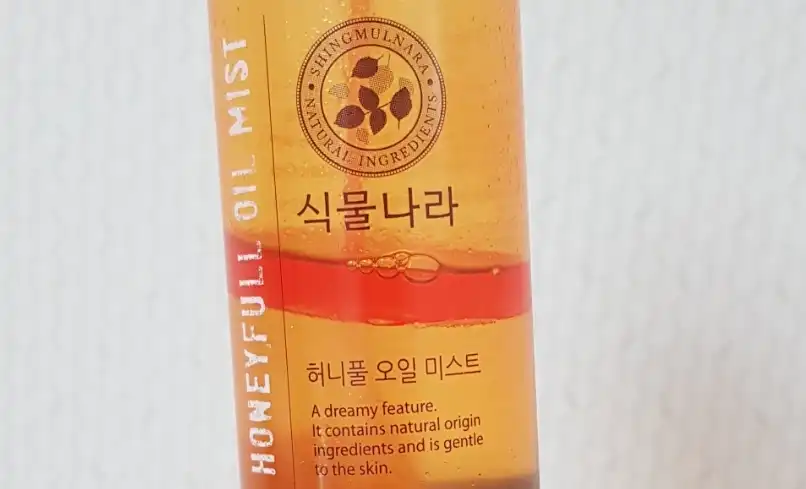 HONEYFULL OIL MIST
SHINGMULNARA
NATURAL INGREDIENTS
식물나라
허니풀 오일 미스트
A dreamy feature.
It contains natural origin
ingredients and is gentle
to the skin.